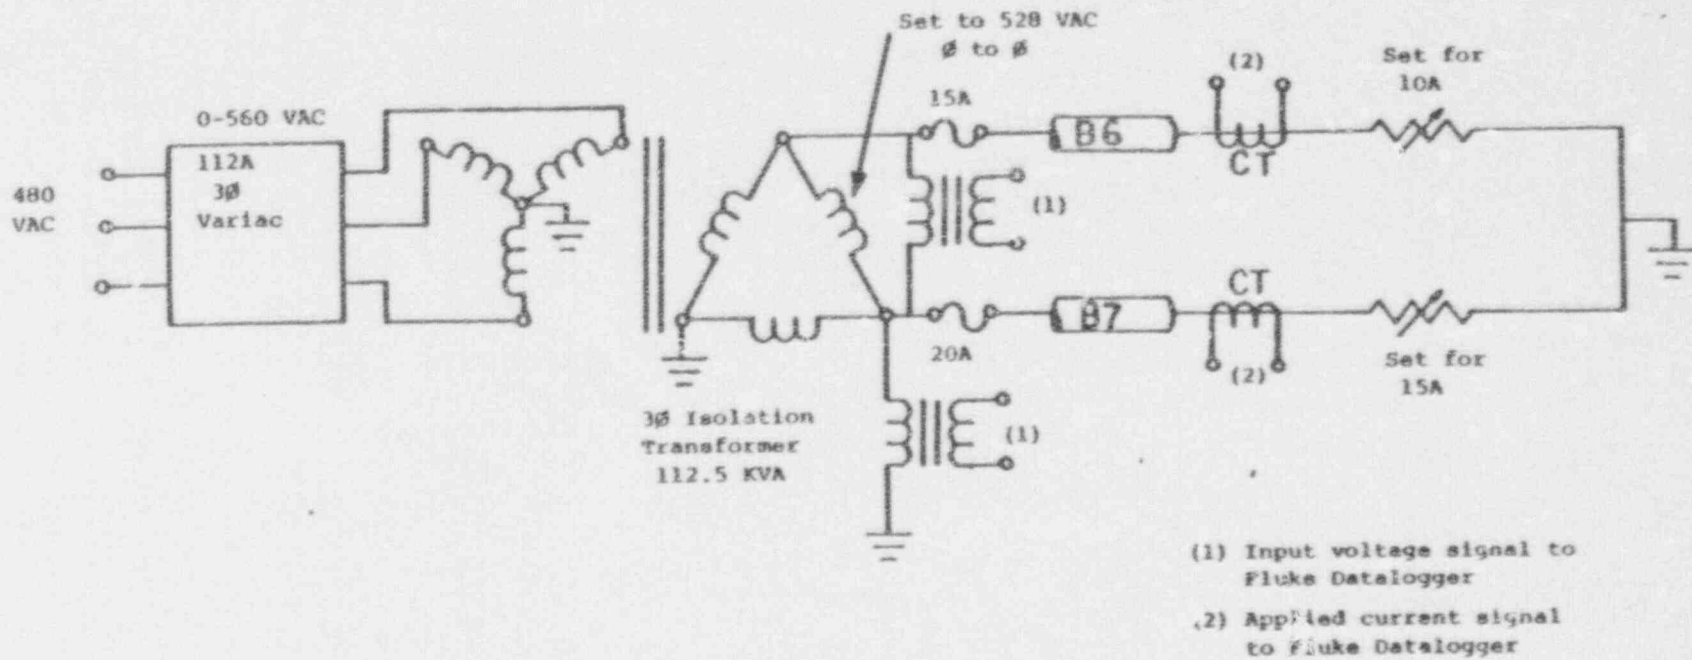 Set to 528 VAC
Ø to Ø
(2)
Set for
10A
15A
0-560 VAC
B6
CT
112A
3Ø
Variac
480
VAC
(1)
CT
B7
20A
(2)
Set for
15A
3Ø Isolation
Transformer
112.5 KVA
(1)
(1) Input voltage signal to
Fluke Datalogger
(2) Applied current signal
to Fluke Datalogger